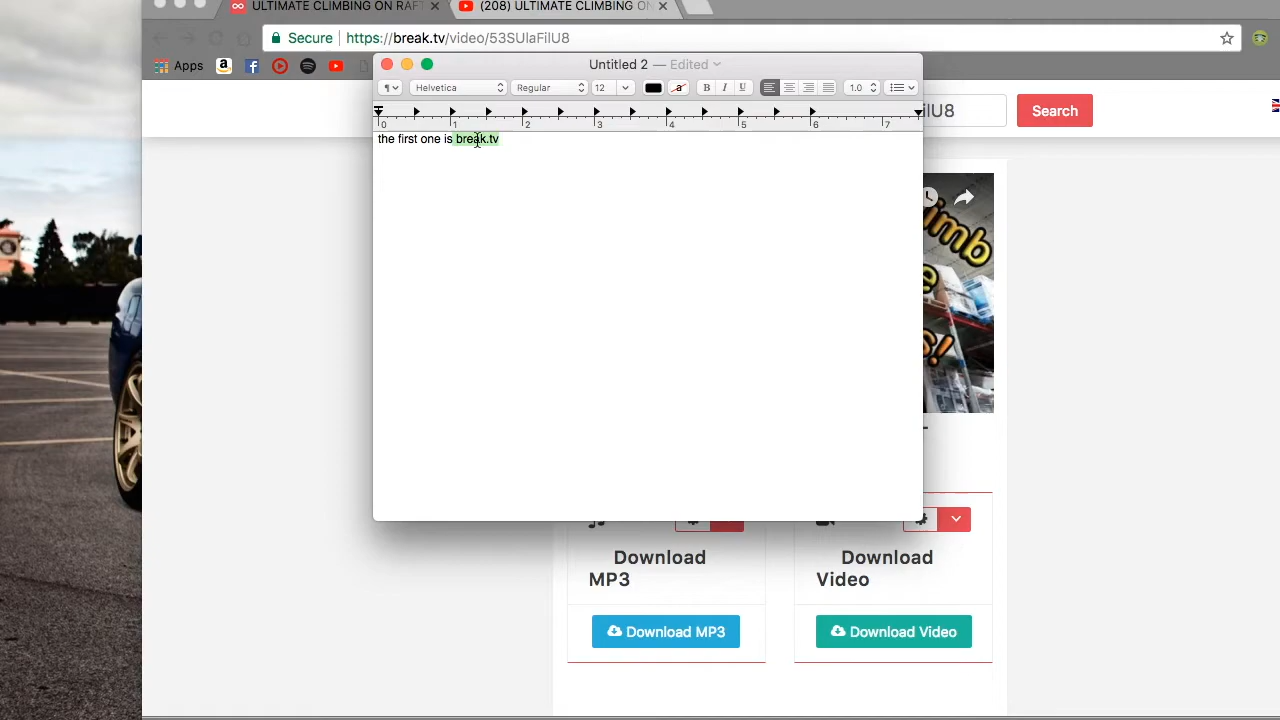 ULTIMATE CLIMBING ON RAFT
(208) ULTIMATE CLIMBING ON
Secure https://break.tv/video/53SUlaFilU8
Apps
Untitled 2 — Edited
Helvetica Regular 12 B I U 1.0
0 1 2 3 4 5 6 7
the first one is break.tv
ilU8 Search
Download MP3
Download Video
Download MP3
Download Video